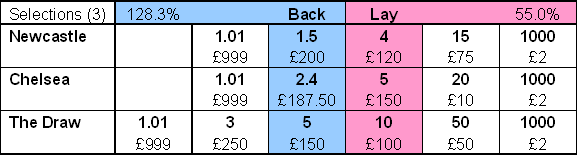 Selections (3) 128.3% Back Lay 55.0%
Newcastle 1.01 1.5 4 15 1000
£999 £200 £120 £75 £2
Chelsea 1.01 2.4 5 20 1000
£999 £187.50 £150 £10 £2
The Draw 1.01 3 5 10 50 1000
£999 £250 £150 £100 £50 £2